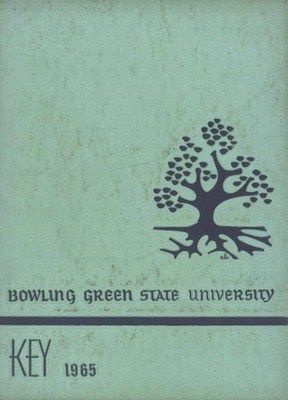 BOWLING GREEN STATE UNIVERSITY
KEY 1965